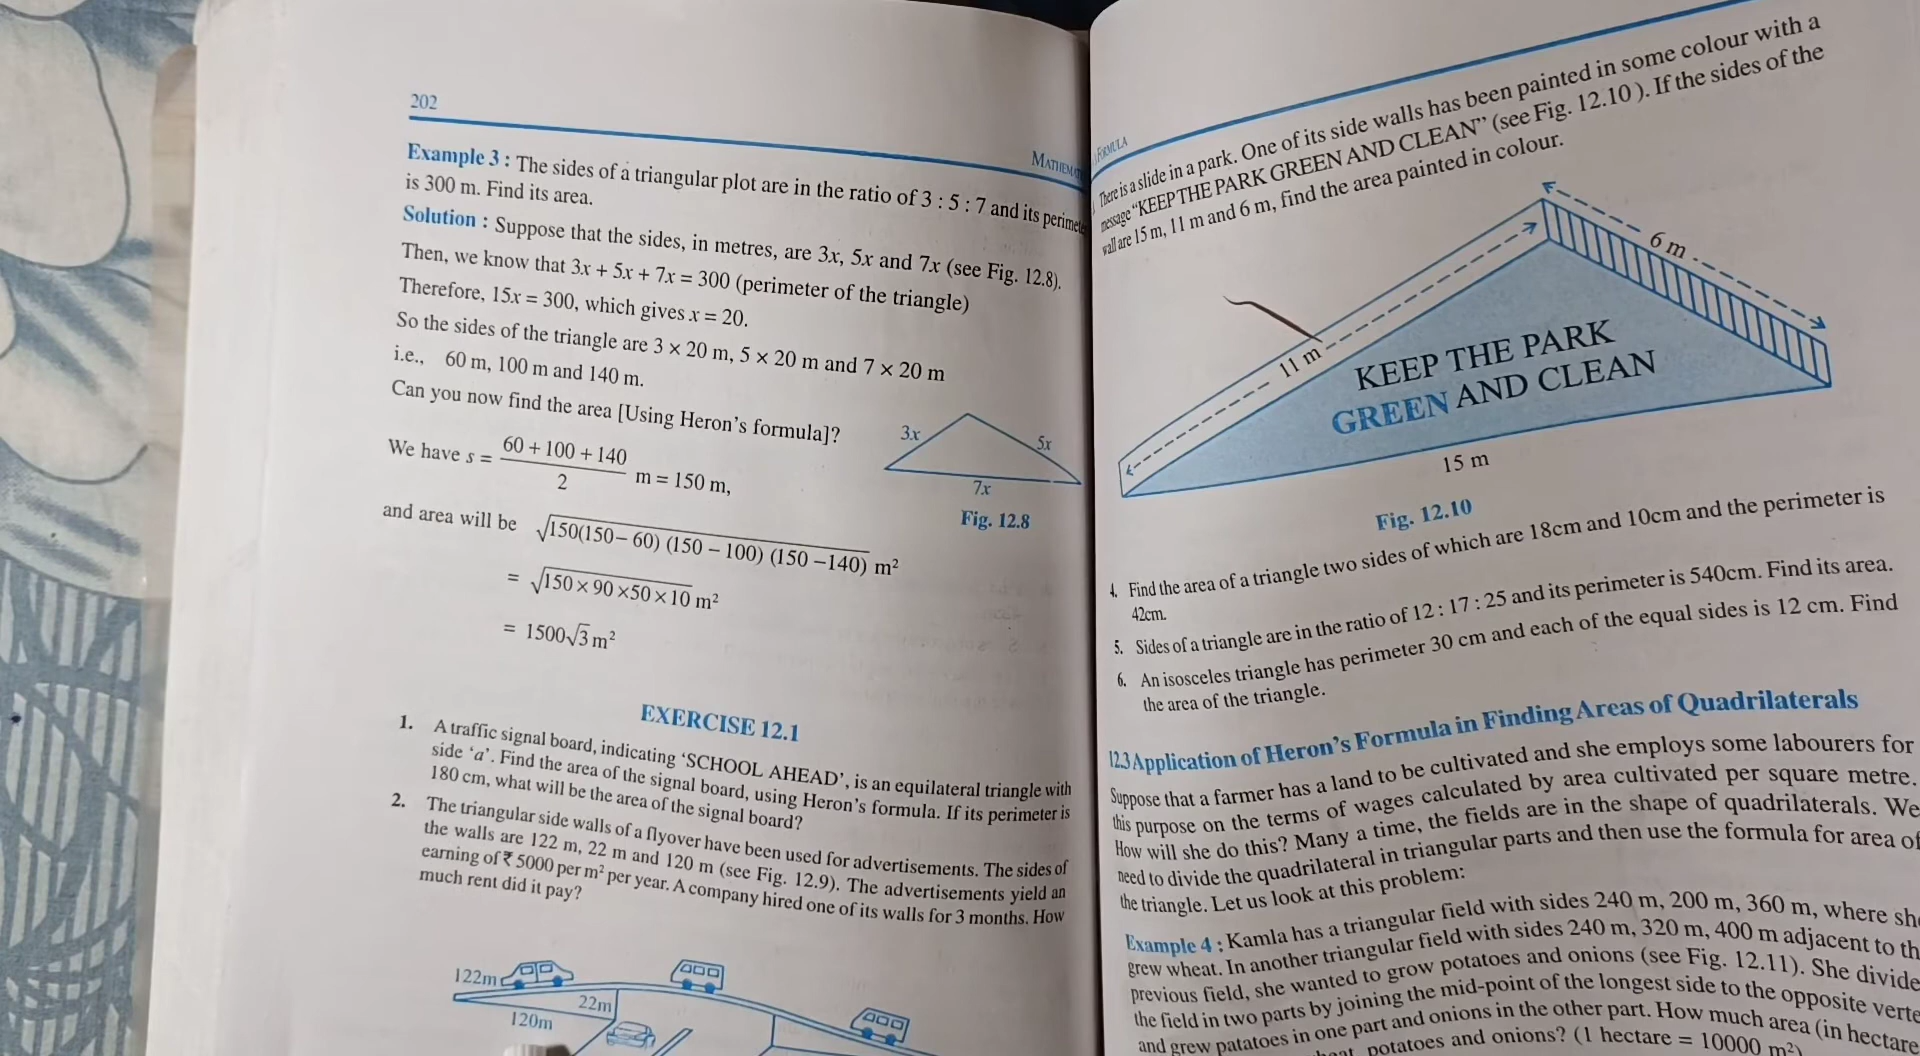 202
MATHEMAT
Example 3 : The sides of a triangular plot are in the ratio of 3 : 5 : 7 and its perimete
is 300 m. Find its area.
Solution : Suppose that the sides, in metres, are 3x, 5x and 7x (see Fig. 12.8).
Then, we know that 3x + 5x + 7x = 300 (perimeter of the triangle)
Therefore, 15x = 300, which gives x = 20.
So the sides of the triangle are 3 × 20 m, 5 × 20 m and 7 × 20 m
i.e., 60 m, 100 m and 140 m.
Can you now find the area [Using Heron's formula]?
We have s = (60 + 100 + 140)/2 m = 150 m,
3x
5x
7x
Fig. 12.8
and area will be √150(150 – 60) (150 – 100) (150 –140) m²
= √150 × 90 ×50 × 10 m²
= 1500√3 m²
EXERCISE 12.1
1. A traffic signal board, indicating 'SCHOOL AHEAD', is an equilateral triangle with
side 'a'. Find the area of the signal board, using Heron's formula. If its perimeter is
180 cm, what will be the area of the signal board?
2. The triangular side walls of a flyover have been used for advertisements. The sides of
the walls are 122 m, 22 m and 120 m (see Fig. 12.9). The advertisements yield an
earning of ₹ 5000 per m² per year. A company hired one of its walls for 3 months. How
much rent did it pay?
122m
22m
120m
FORMULA
There is a slide in a park. One of its side walls has been painted in some colour with a
message "KEEP THE PARK GREEN AND CLEAN" (see Fig. 12.10 ). If the sides of the
wall are 15 m, 11 m and 6 m, find the area painted in colour.
6 m
11 m
KEEP THE PARK
GREEN AND CLEAN
15 m
Fig. 12.10
4. Find the area of a triangle two sides of which are 18cm and 10cm and the perimeter is
42cm.
5. Sides of a triangle are in the ratio of 12 : 17 : 25 and its perimeter is 540cm. Find its area.
6. An isosceles triangle has perimeter 30 cm and each of the equal sides is 12 cm. Find
the area of the triangle.
12.3 Application of Heron's Formula in Finding Areas of Quadrilaterals
Suppose that a farmer has a land to be cultivated and she employs some labourers for
this purpose on the terms of wages calculated by area cultivated per square metre.
How will she do this? Many a time, the fields are in the shape of quadrilaterals. We
need to divide the quadrilateral in triangular parts and then use the formula for area of
the triangle. Let us look at this problem:
Example 4 : Kamla has a triangular field with sides 240 m, 200 m, 360 m, where sh
grew wheat. In another triangular field with sides 240 m, 320 m, 400 m adjacent to th
previous field, she wanted to grow potatoes and onions (see Fig. 12.11). She divide
the field in two parts by joining the mid-point of the longest side to the opposite verte
and grew patatoes in one part and onions in the other part. How much area (in hectare
potatoes and onions? (1 hectare = 10000 m²)